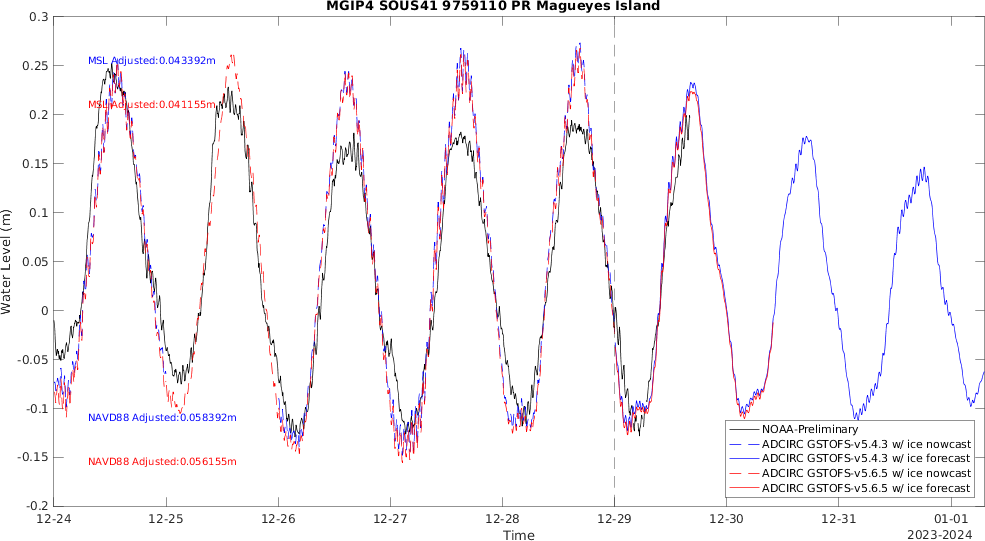 MGIP4 SOUS41 9759110 PR Magueyes Island
0.3
0.25
0.2
0.15
0.1
0.05
0
-0.05
-0.1
-0.15
-0.2
Water Level (m)
MSL Adjusted:0.043392m
MSL Adjusted:0.041155m
NAVD88 Adjusted:0.058392m
NAVD88 Adjusted:0.056155m
NOAA-Preliminary
ADCIRC GSTOFS-v5.4.3 w/ ice nowcast
ADCIRC GSTOFS-v5.4.3 w/ ice forecast
ADCIRC GSTOFS-v5.6.5 w/ ice nowcast
ADCIRC GSTOFS-v5.6.5 w/ ice forecast
12-24 12-25 12-26 12-27 12-28 12-29 12-30 12-31 01-01
Time
2023-2024